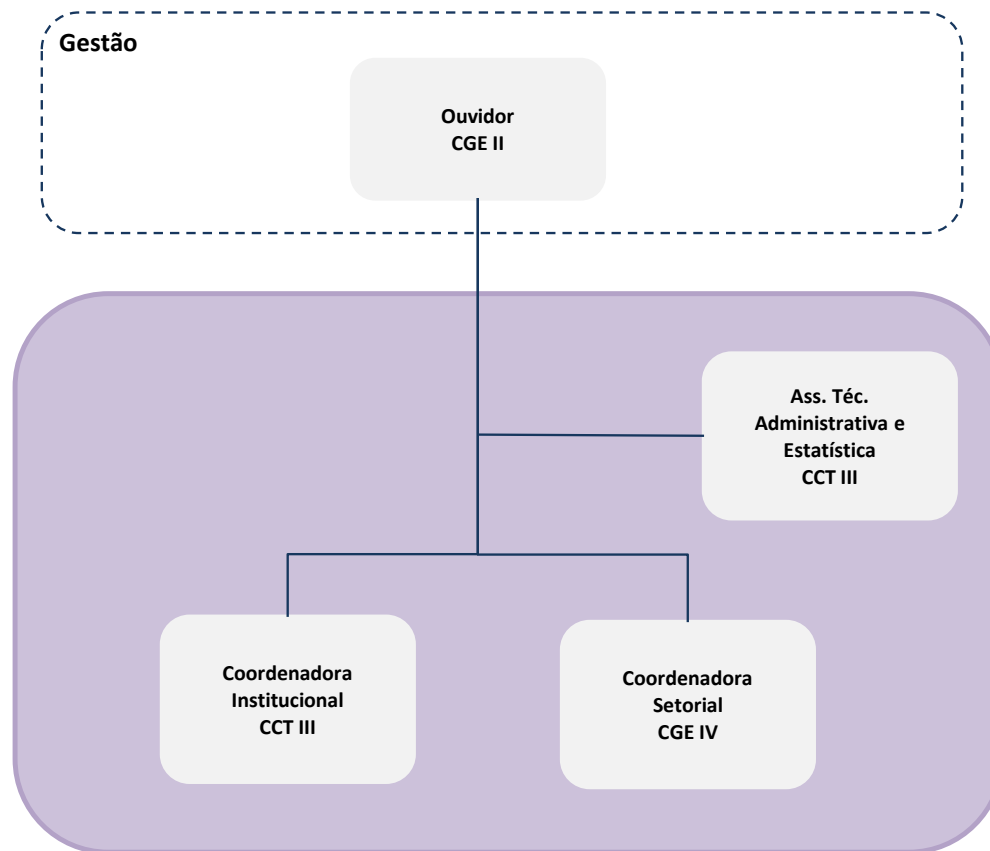 Gestão
Ouvidor
CGE II
Ass. Téc.
Administrativa e
Estatística
CCT III
Coordenadora
Institucional
CCT III
Coordenadora
Setorial
CGE IV